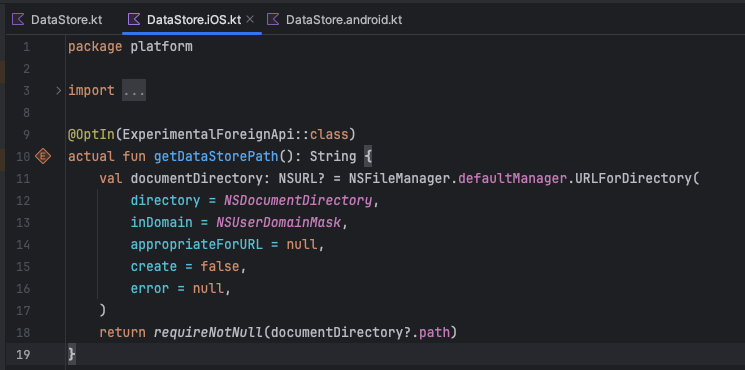 DataStore.kt DataStore.iOS.kt DataStore.android.kt
1 package platform
2
3 import ...
8
9 @OptIn(ExperimentalForeignApi::class)
10 actual fun getDataStorePath(): String {
11 val documentDirectory: NSURL? = NSFileManager.defaultManager.URLForDirectory(
12 directory = NSDocumentDirectory,
13 inDomain = NSUserDomainMask,
14 appropriateForURL = null,
15 create = false,
16 error = null,
17 )
18 return requireNotNull(documentDirectory?.path)
19 }